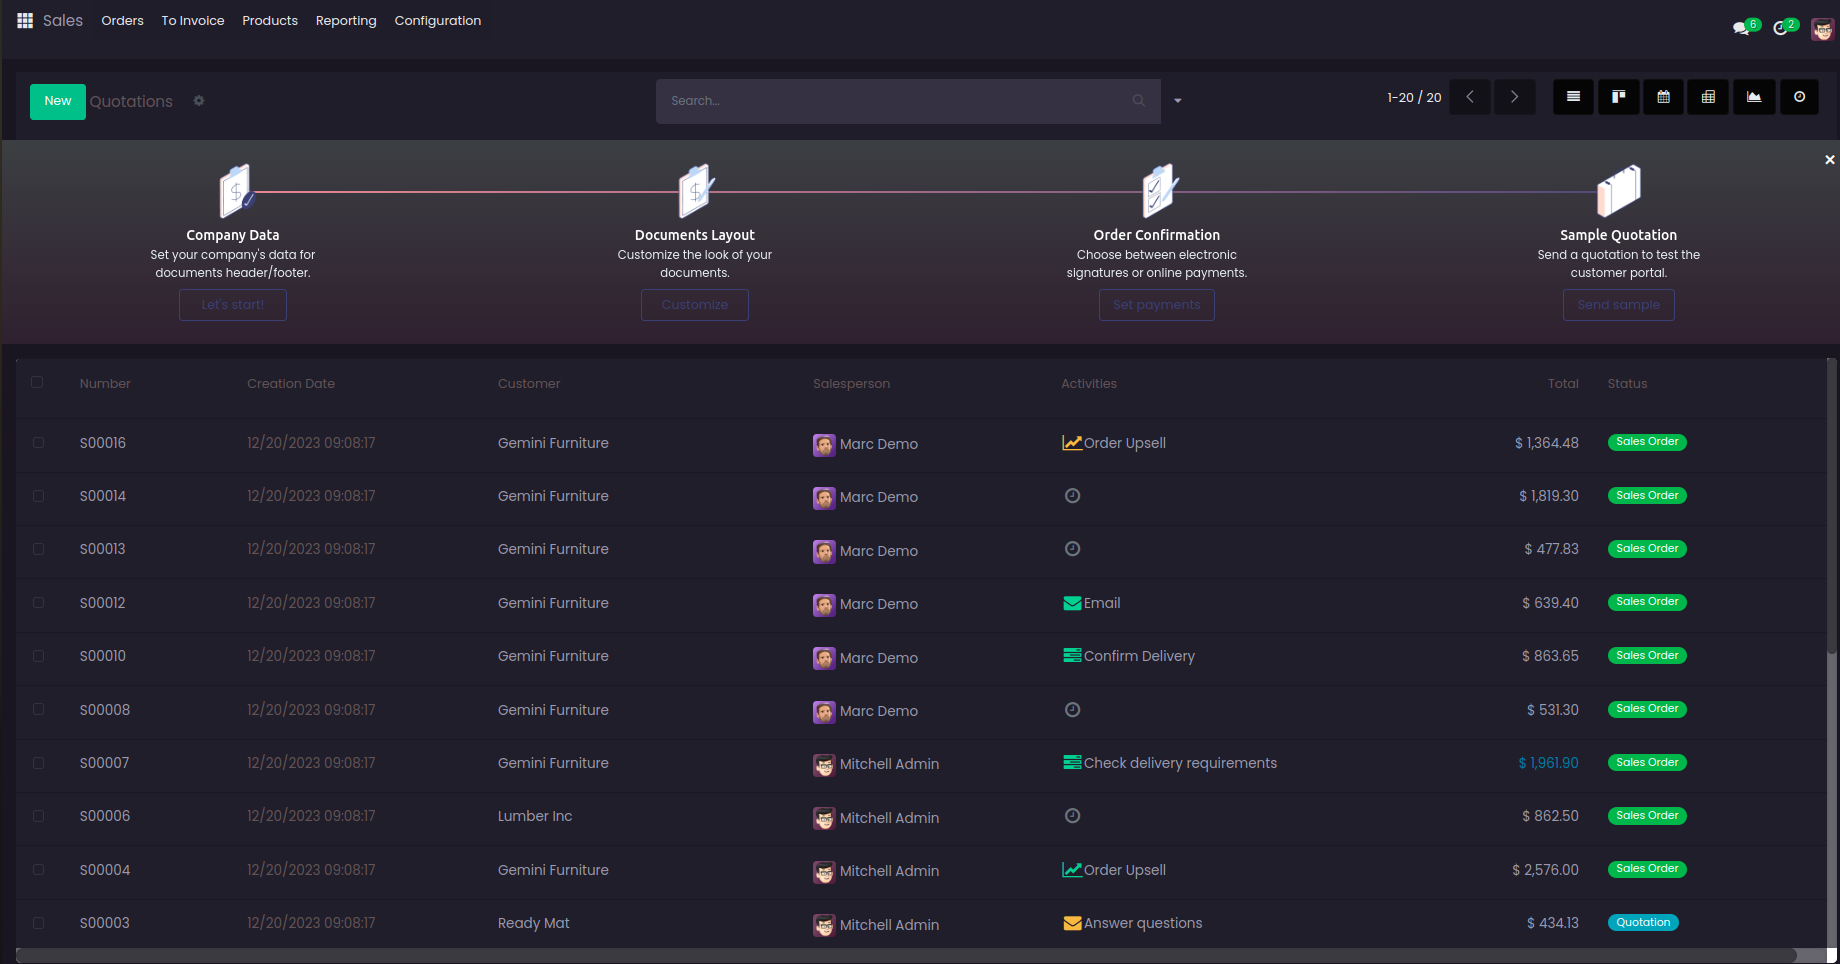 Sales Orders To Invoice Products Reporting Configuration 6 2
New Quotations Search... 1-20 / 20
Company Data
Set your company's data for
documents header/footer.
Let's start!
Documents Layout
Customize the look of your
documents.
Customize
Order Confirmation
Choose between electronic
signatures or online payments.
Set payments
Sample Quotation
Send a quotation to test the
customer portal.
Send sample
Number Creation Date Customer Salesperson Activities Total Status
S00016 12/20/2023 09:08:17 Gemini Furniture Marc Demo Order Upsell $ 1,364.48 Sales Order
S00014 12/20/2023 09:08:17 Gemini Furniture Marc Demo $ 1,819.30 Sales Order
S00013 12/20/2023 09:08:17 Gemini Furniture Marc Demo $ 477.83 Sales Order
S00012 12/20/2023 09:08:17 Gemini Furniture Marc Demo Email $ 639.40 Sales Order
S00010 12/20/2023 09:08:17 Gemini Furniture Marc Demo Confirm Delivery $ 863.65 Sales Order
S00008 12/20/2023 09:08:17 Gemini Furniture Marc Demo $ 531.30 Sales Order
S00007 12/20/2023 09:08:17 Gemini Furniture Mitchell Admin Check delivery requirements $ 1,961.90 Sales Order
S00006 12/20/2023 09:08:17 Lumber Inc Mitchell Admin $ 862.50 Sales Order
S00004 12/20/2023 09:08:17 Gemini Furniture Mitchell Admin Order Upsell $ 2,576.00 Sales Order
S00003 12/20/2023 09:08:17 Ready Mat Mitchell Admin Answer questions $ 434.13 Quotation